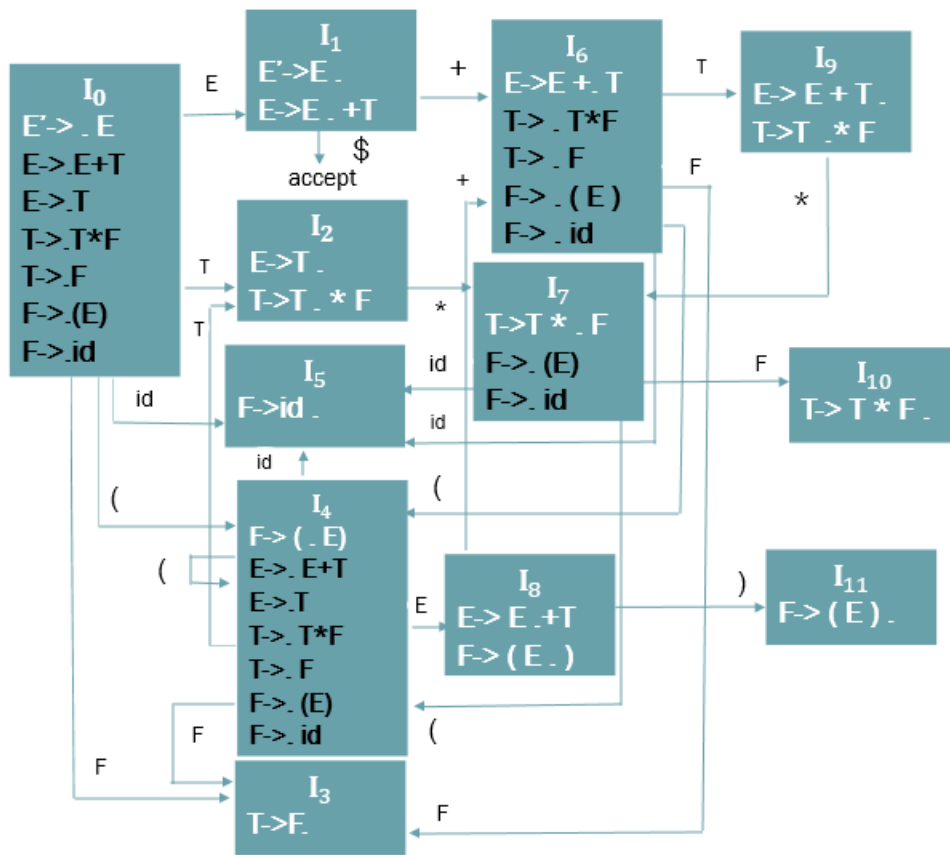 I₀
E'-> . E
E->.E+T
E->.T
T->.T*F
T->.F
F->.(E)
F->.id
E
I₁
E'->E .
E->E . +T
$
accept
+
I₆
E->E +. T
T->. T*F
T->. F
F->. ( E )
F->. id
T
I₉
E-> E + T .
T->T . * F
T
I₂
E->T .
T->T . * F
T
+
*
F
*
I₇
T->T * . F
F->. (E)
F->. id
F
I₁₀
T-> T * F .
id
I₅
F->id .
id
id
id
(
(
I₄
F-> ( . E)
E->. E+T
E->.T
T->. T*F
T->. F
F->. (E)
F->. id
(
E
I₈
E-> E .+T
F-> ( E . )
)
I₁₁
F-> ( E ) .
(
F
F
I₃
T->F.
F